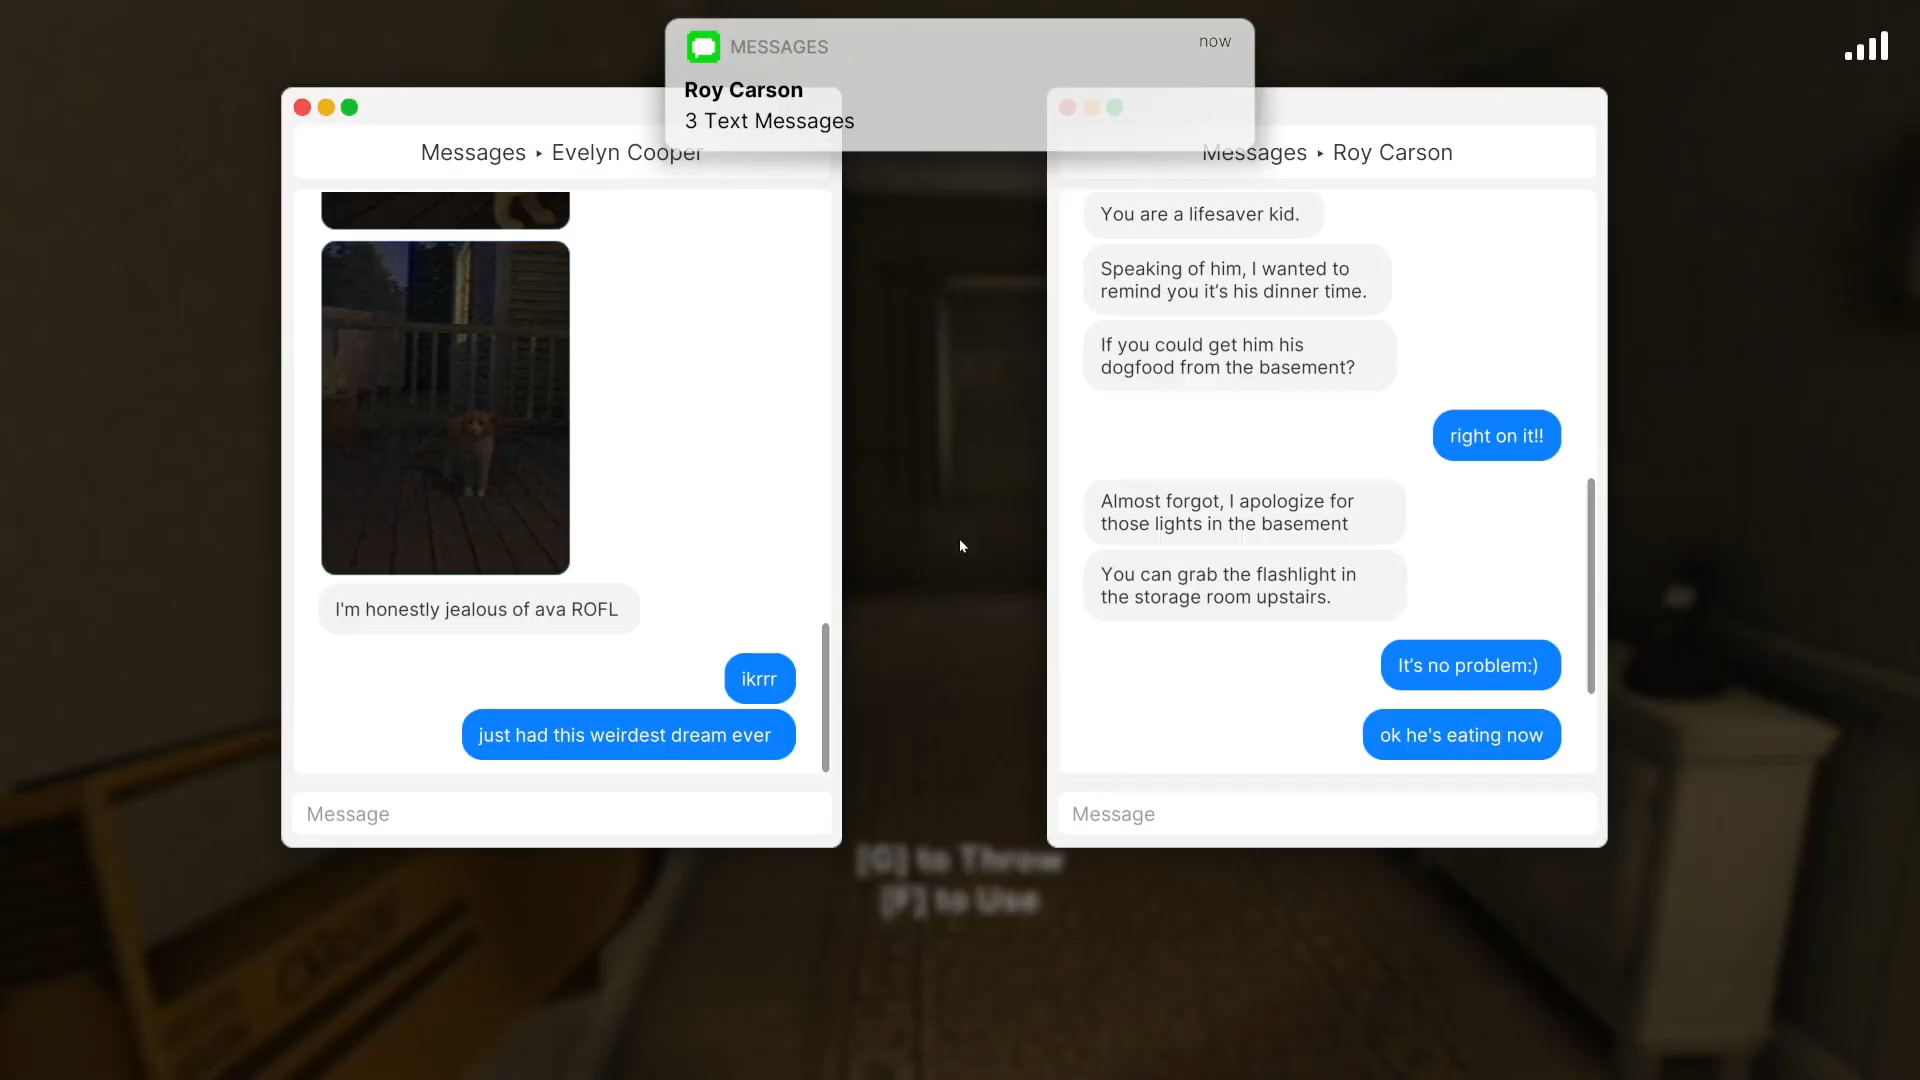 MESSAGES
now
Roy Carson
3 Text Messages
Messages ▸ Evelyn Cooper
I'm honestly jealous of ava ROFL
ikrrr
just had this weirdest dream ever
Message
Messages ▸ Roy Carson
You are a lifesaver kid.
Speaking of him, I wanted to
remind you it’s his dinner time.
If you could get him his
dogfood from the basement?
right on it!!
Almost forgot, I apologize for
those lights in the basement
You can grab the flashlight in
the storage room upstairs.
It’s no problem:)
ok he's eating now
Message
[G] to Throw
[F] to Use